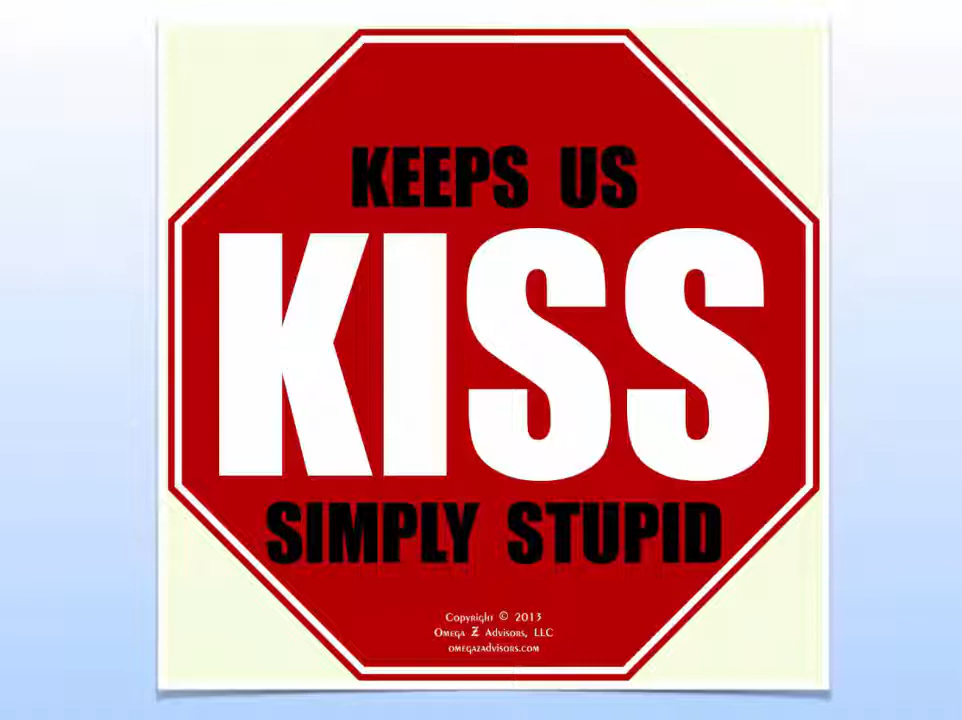 KEEPS US
KISS
SIMPLY STUPID
Copyright © 2013
Omega Z Advisors, LLC
omegazadvisors.com